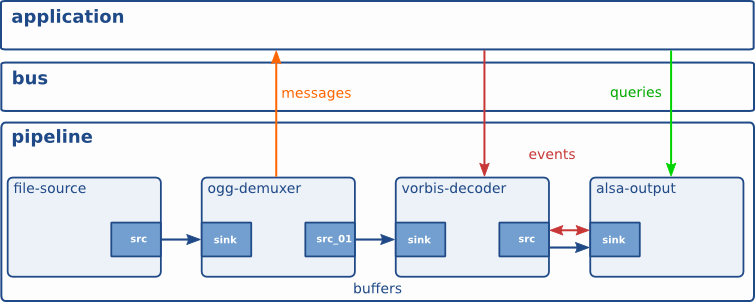 application
bus
messages
queries
pipeline
events
file-source
ogg-demuxer
vorbis-decoder
alsa-output
src
sink
src_01
sink
src
sink
buffers